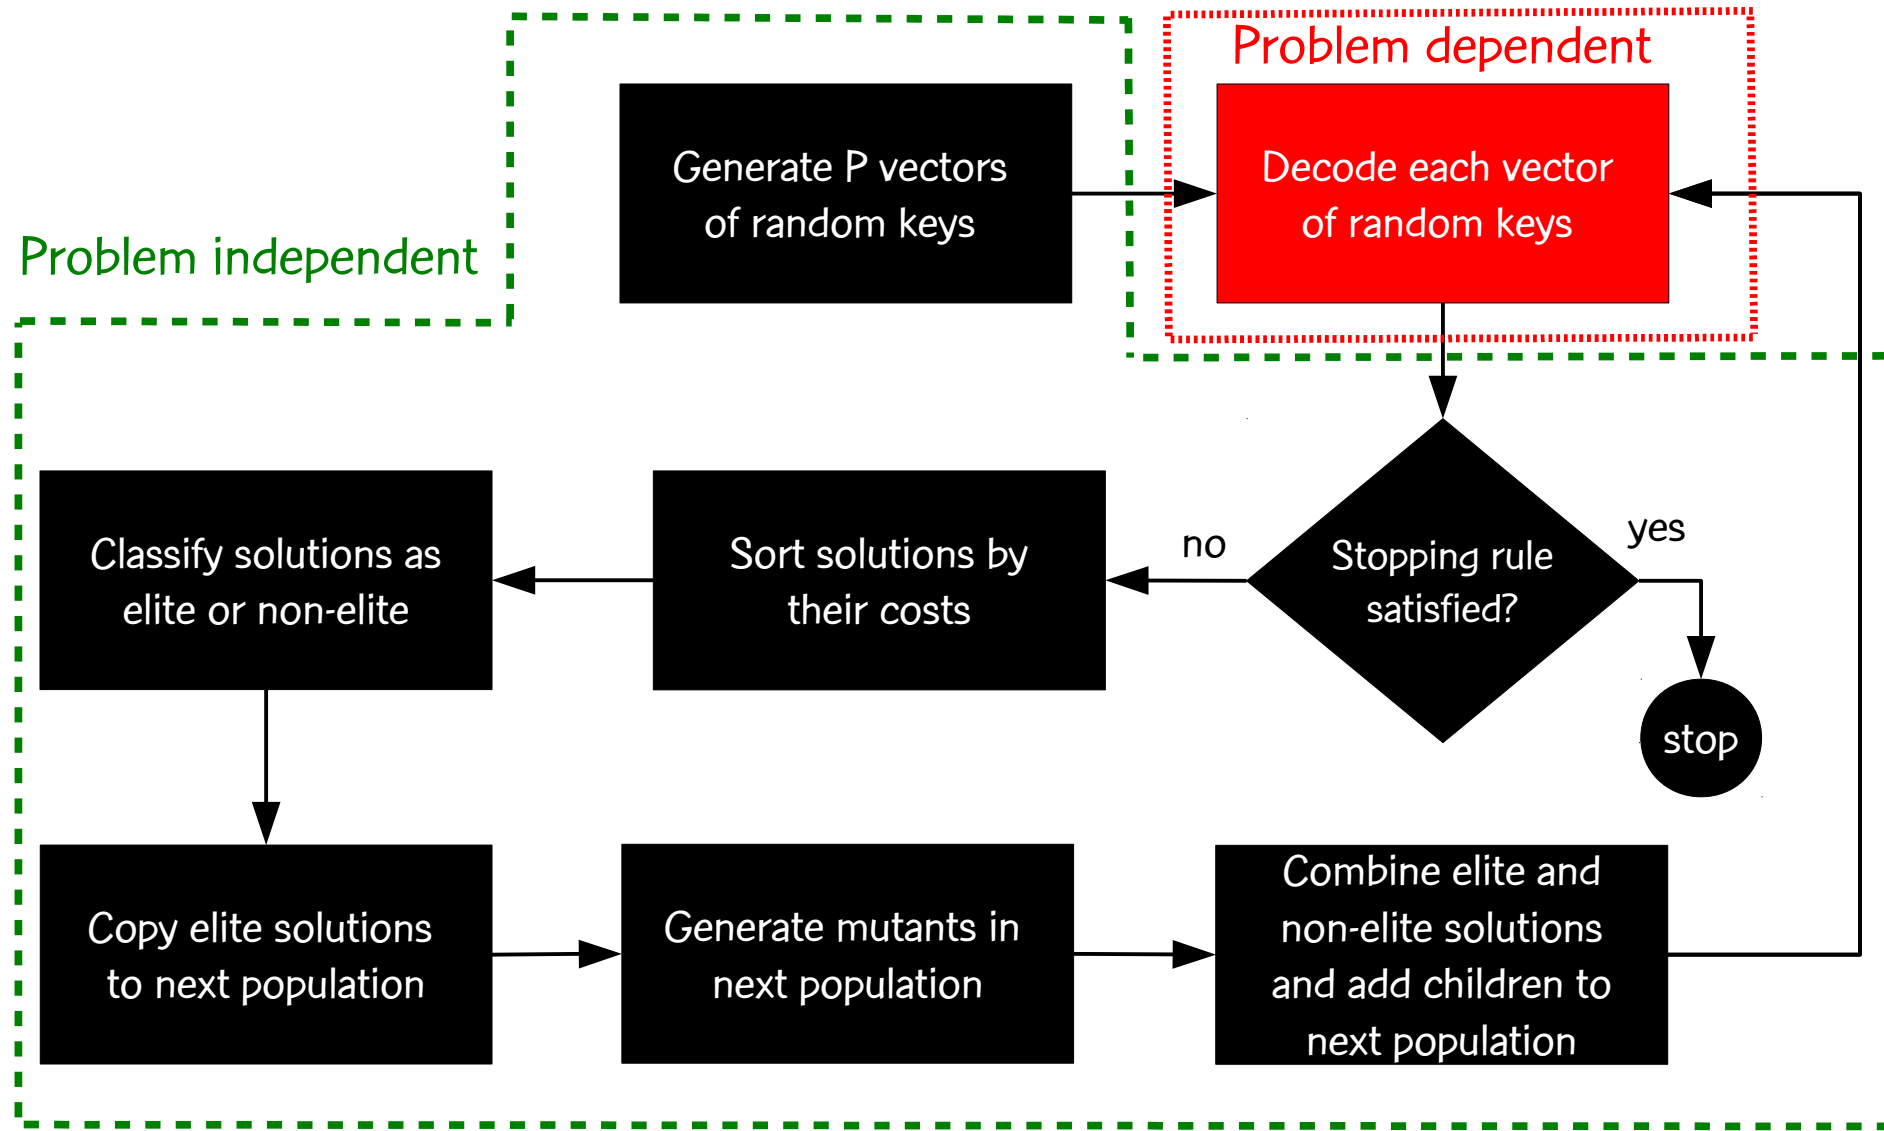 Problem dependent
Generate P vectors
of random keys
Decode each vector
of random keys
Problem independent
Classify solutions as
elite or non-elite
Sort solutions by
their costs
no
Stopping rule
satisfied?
yes
stop
Copy elite solutions
to next population
Generate mutants in
next population
Combine elite and
non-elite solutions
and add children to
next population